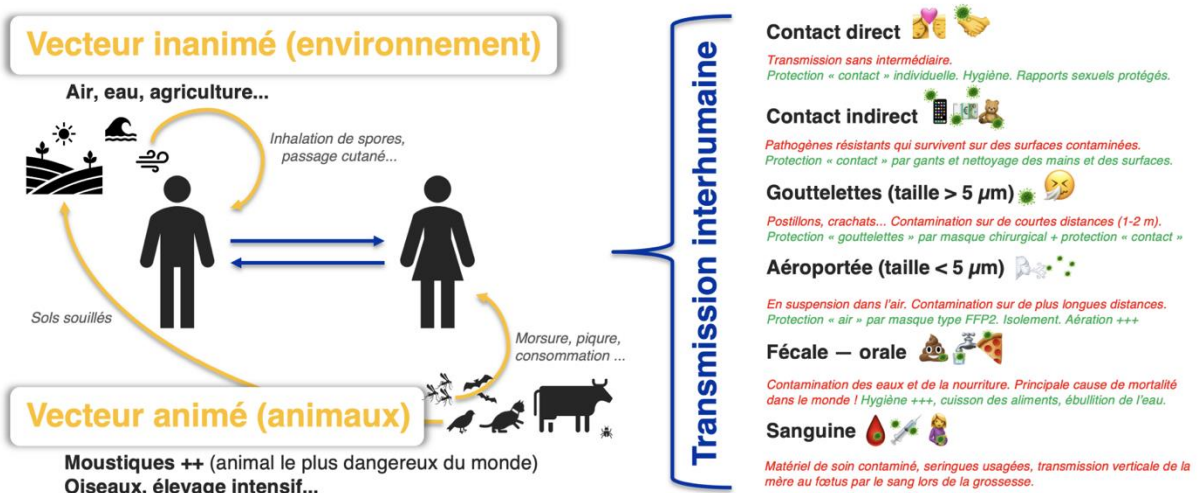 Vecteur inanimé (environnement)
Air, eau, agriculture...
Inhalation de spores,
passage cutané...
Sols souillés
Morsure, piqure,
consommation ...
Vecteur animé (animaux)
Moustiques ++ (animal le plus dangereux du monde)
Oiseaux, élevage intensif...
Transmission interhumaine
Contact direct
Transmission sans intermédiaire.
Protection « contact » individuelle. Hygiène. Rapports sexuels protégés.
Contact indirect
Pathogènes résistants qui survivent sur des surfaces contaminées.
Protection « contact » par gants et nettoyage des mains et des surfaces.
Gouttelettes (taille > 5 µm)
Postillons, crachats... Contamination sur de courtes distances (1-2 m).
Protection « gouttelettes » par masque chirurgical + protection « contact »
Aéroportée (taille < 5 µm)
En suspension dans l'air. Contamination sur de plus longues distances.
Protection « air » par masque type FFP2. Isolement. Aération +++
Fécale — orale
Contamination des eaux et de la nourriture. Principale cause de mortalité
dans le monde ! Hygiène +++, cuisson des aliments, ébullition de l'eau.
Sanguine
Matériel de soin contaminé, seringues usagées, transmission verticale de la
mère au fœtus par le sang lors de la grossesse.